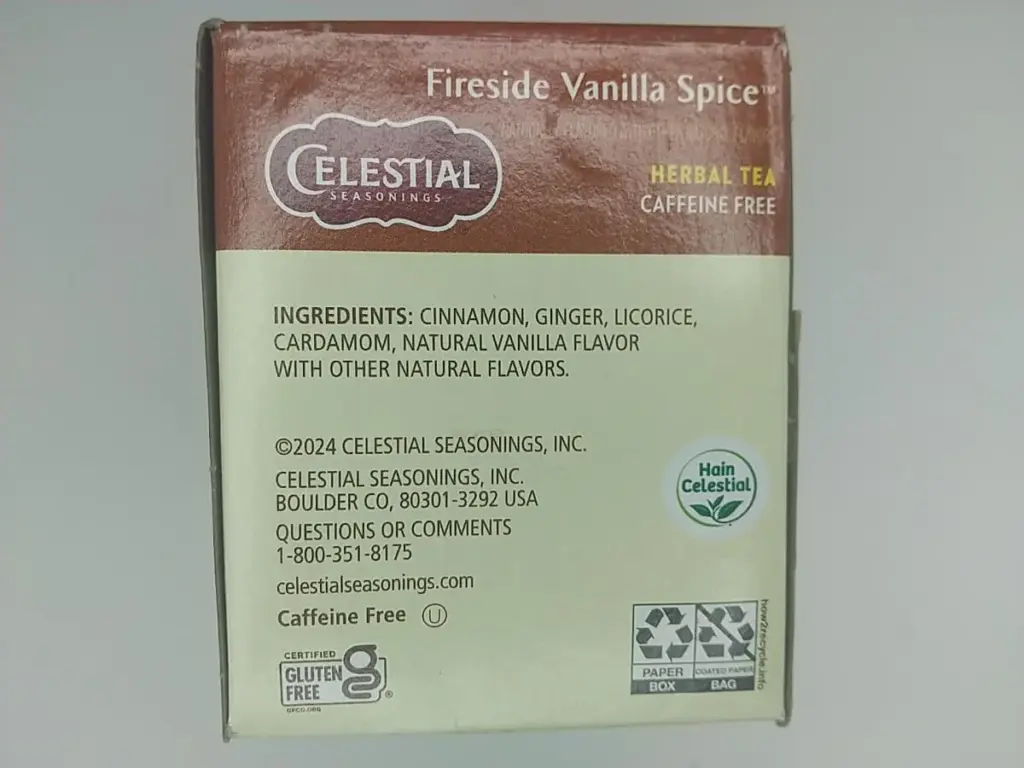 Fireside Vanilla Spice™
CELESTIAL
SEASONINGS
HERBAL TEA
CAFFEINE FREE
INGREDIENTS: CINNAMON, GINGER, LICORICE,
CARDAMOM, NATURAL VANILLA FLAVOR
WITH OTHER NATURAL FLAVORS.
©2024 CELESTIAL SEASONINGS, INC.
CELESTIAL SEASONINGS, INC.
BOULDER CO, 80301-3292 USA
QUESTIONS OR COMMENTS
1-800-351-8175
celestialseasonings.com
Caffeine Free Ⓤ
Hain
Celestial
CERTIFIED
GLUTEN
FREE
g
®
GFCO.ORG
PAPER
BOX
COATED PAPER
BAG
how2recycle.info